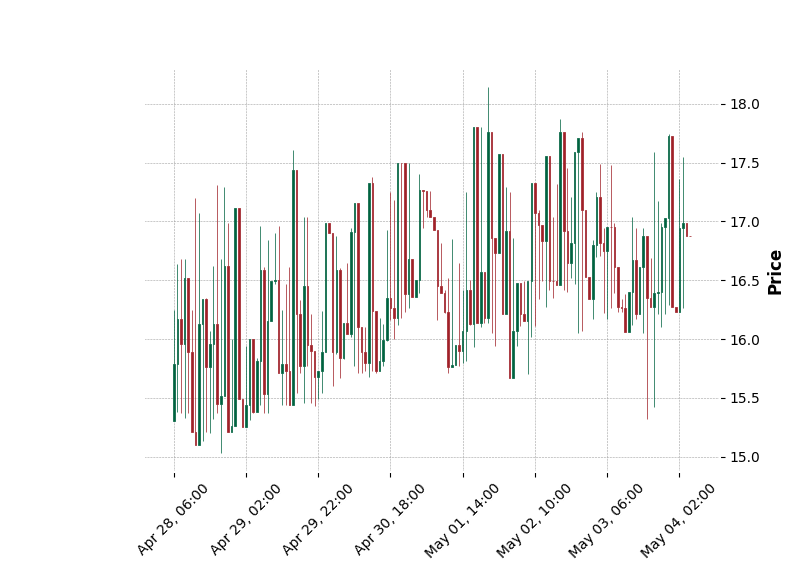 18.0
17.5
17.0
16.5
16.0
15.5
15.0
Price
Apr 28, 06:00
Apr 29, 02:00
Apr 29, 22:00
Apr 30, 18:00
May 01, 14:00
May 02, 10:00
May 03, 06:00
May 04, 02:00